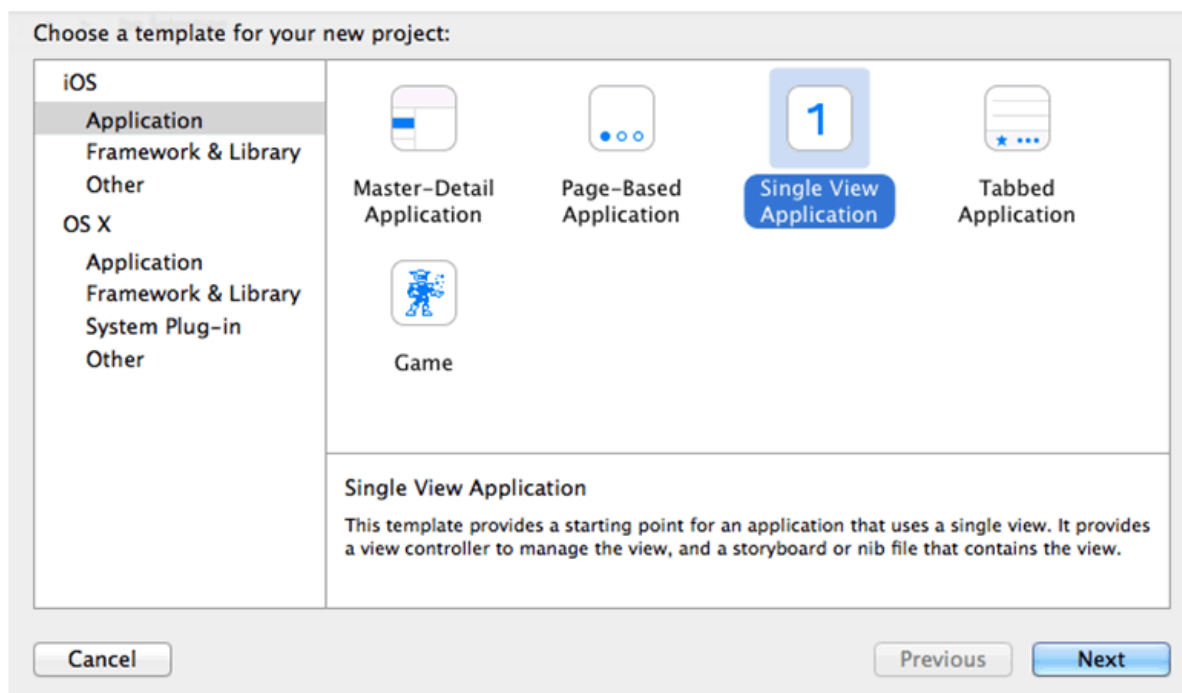 Choose a template for your new project:
iOS
Application
Framework & Library
Other
OS X
Application
Framework & Library
System Plug-in
Other
Master-Detail
Application
Page-Based
Application
1
Single View
Application
Tabbed
Application
Game
Single View Application
This template provides a starting point for an application that uses a single view. It provides
a view controller to manage the view, and a storyboard or nib file that contains the view.
Cancel
Previous
Next